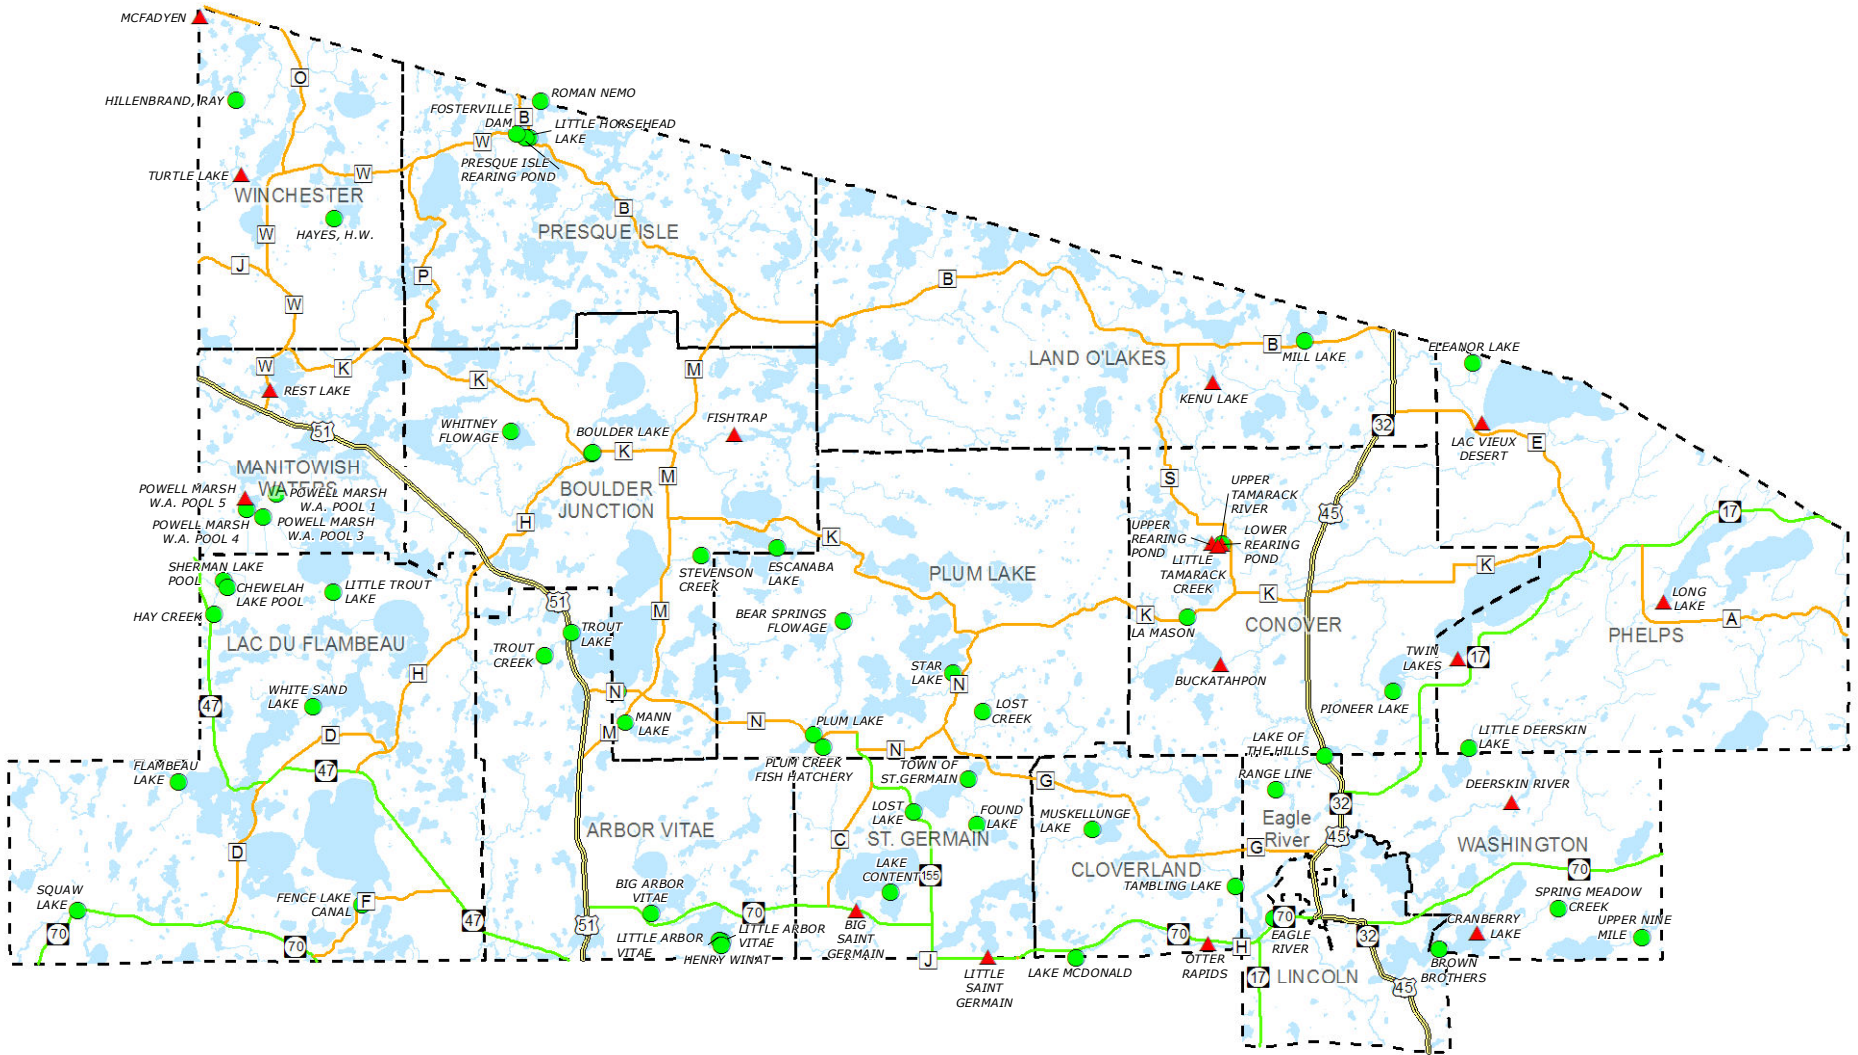 MCFADYEN
O
HILLENBRAND, RAY
ROMAN NEMO
FOSTERVILLE
DAM
B
LITTLE HORSEHEAD
LAKE
W
PRESQUE ISLE
REARING POND
TURTLE LAKE
W
WINCHESTER
HAYES, H.W.
W
J
W
P
B
PRESQUE ISLE
B
LAND O'LAKES
B
MILL LAKE
ELEANOR LAKE
KENU LAKE
32
LAC VIEUX
DESERT
E
W
K
REST LAKE
51
K
M
WHITNEY
FLOWAGE
BOULDER LAKE
K
FISHTRAP
M
MANITOWISH
WATERS
POWELL MARSH
W.A. POOL 5
POWELL MARSH
W.A. POOL 1
POWELL MARSH
W.A. POOL 4
POWELL MARSH
W.A. POOL 3
BOULDER
JUNCTION
H
K
S
UPPER
TAMARACK
RIVER
UPPER
REARING
POND
LOWER
REARING
POND
LITTLE
TAMARACK
CREEK
45
17
SHERMAN LAKE
POOL
CHEWELAH
LAKE POOL
LITTLE TROUT
LAKE
HAY CREEK
LAC DU FLAMBEAU
STEVENSON
CREEK
ESCANABA
LAKE
PLUM LAKE
BEAR SPRINGS
FLOWAGE
K
K
K
LA MASON
CONOVER
LONG
LAKE
A
PHELPS
51
M
TROUT
LAKE
TROUT
CREEK
H
WHITE SAND
LAKE
47
D
N
MANN
LAKE
M
N
STAR
LAKE
N
LOST
CREEK
BUCKATAHPON
TWIN
LAKES
17
PIONEER LAKE
PLUM LAKE
N
PLUM CREEK
FISH HATCHERY
TOWN OF
ST.GERMAIN
LAKE OF
THE HILLS
LITTLE DEERSKIN
LAKE
FLAMBEAU
LAKE
47
G
RANGE LINE
DEERSKIN RIVER
32
LOST
LAKE
FOUND
LAKE
MUSKELLUNGE
LAKE
Eagle
River
45
G
ARBOR VITAE
C
ST. GERMAIN
WASHINGTON
D
LAKE
CONTENT
155
CLOVERLAND
TAMBLING LAKE
70
SQUAW
LAKE
70
FENCE LAKE
CANAL
F
47
70
51
BIG ARBOR
VITAE
70
LITTLE ARBOR
VITAE
LITTLE ARBOR
VITAE
HENRY WINAT
BIG
SAINT
GERMAIN
J
LITTLE
SAINT
GERMAIN
LAKE MCDONALD
70
OTTER
RAPIDS
H
70
EAGLE
RIVER
32
SPRING MEADOW
CREEK
CRANBERRY
LAKE
UPPER NINE
MILE
BROWN
BROTHERS
17
LINCOLN
45